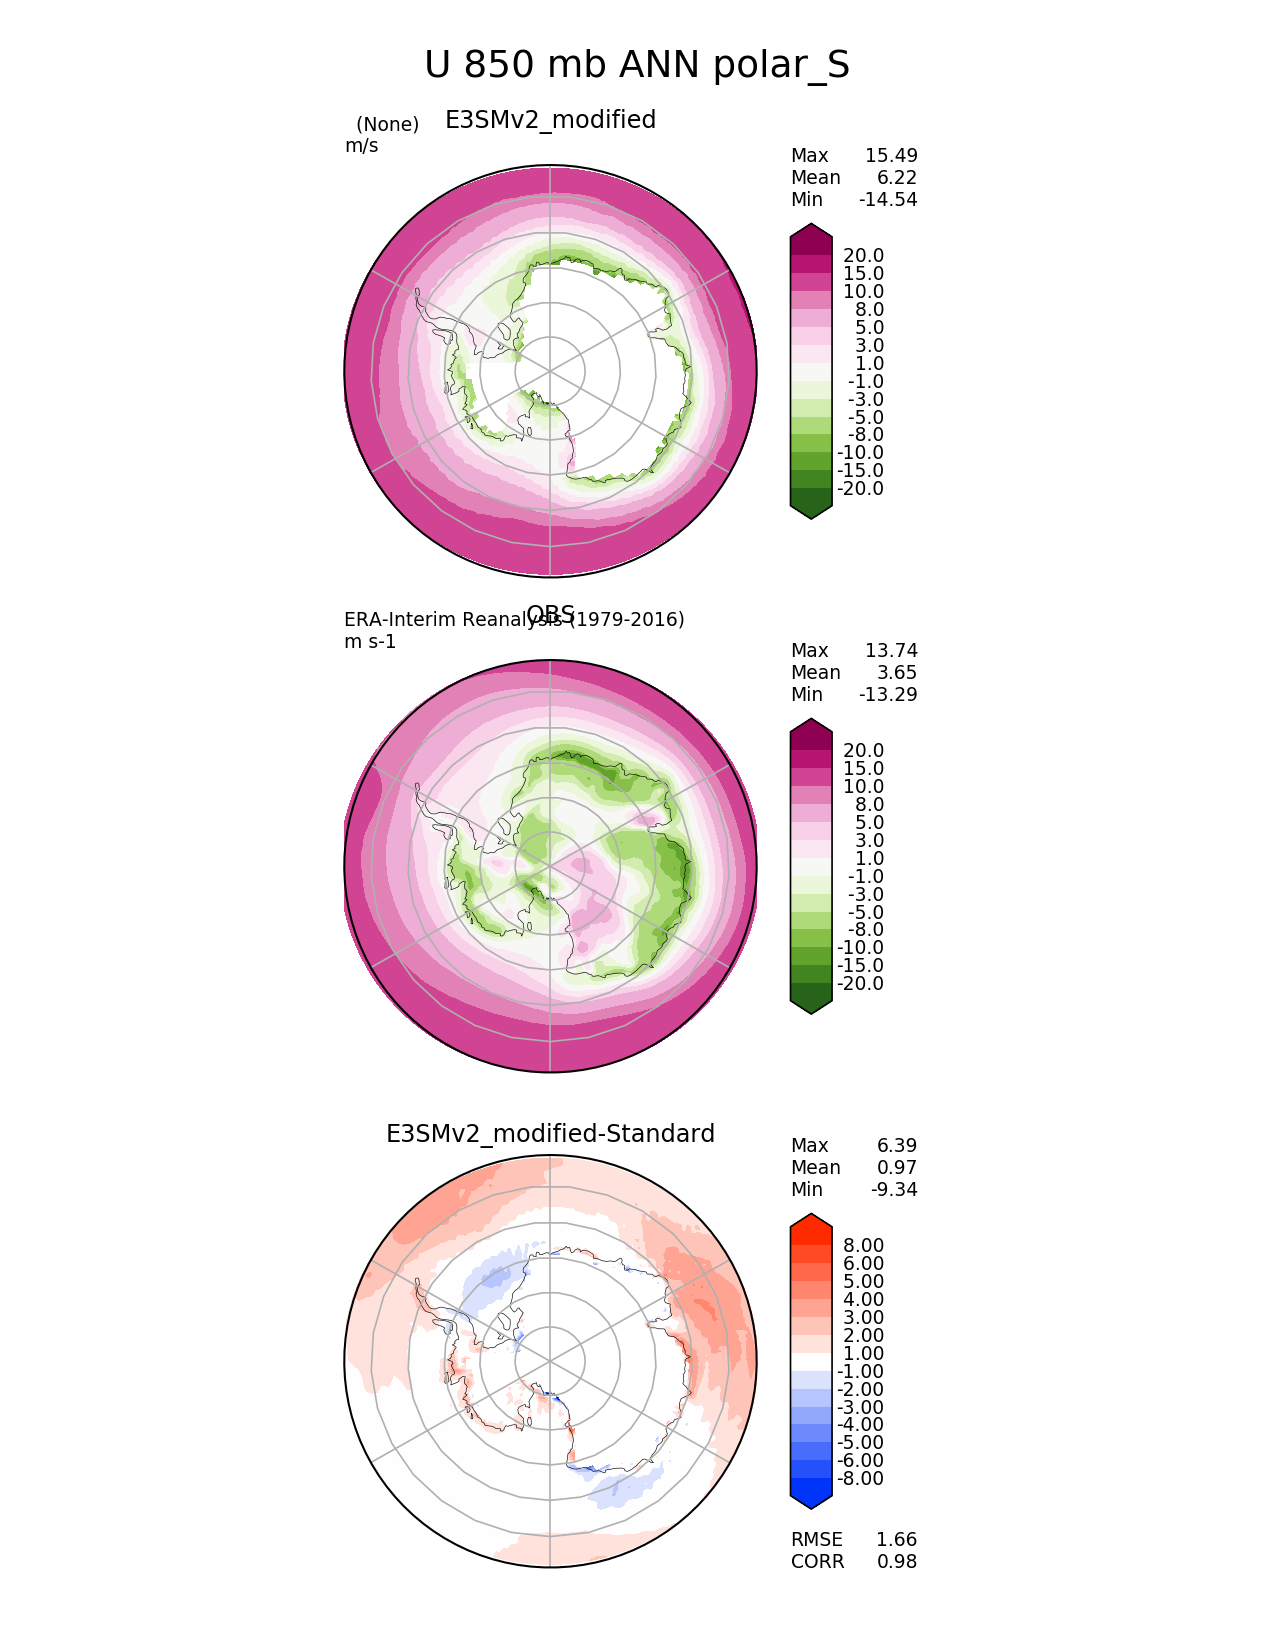 U 850 mb ANN polar_S
E3SMv2_modified
(None)
m/s
Max 15.49
Mean 6.22
Min -14.54
20.0
15.0
10.0
8.0
5.0
3.0
1.0
-1.0
-3.0
-5.0
-8.0
-10.0
-15.0
-20.0
OBS
ERA-Interim Reanalysis (1979-2016)
m s-1
Max 13.74
Mean 3.65
Min -13.29
20.0
15.0
10.0
8.0
5.0
3.0
1.0
-1.0
-3.0
-5.0
-8.0
-10.0
-15.0
-20.0
E3SMv2_modified-Standard
Max 6.39
Mean 0.97
Min -9.34
8.00
6.00
5.00
4.00
3.00
2.00
1.00
-1.00
-2.00
-3.00
-4.00
-5.00
-6.00
-8.00
RMSE 1.66
CORR 0.98